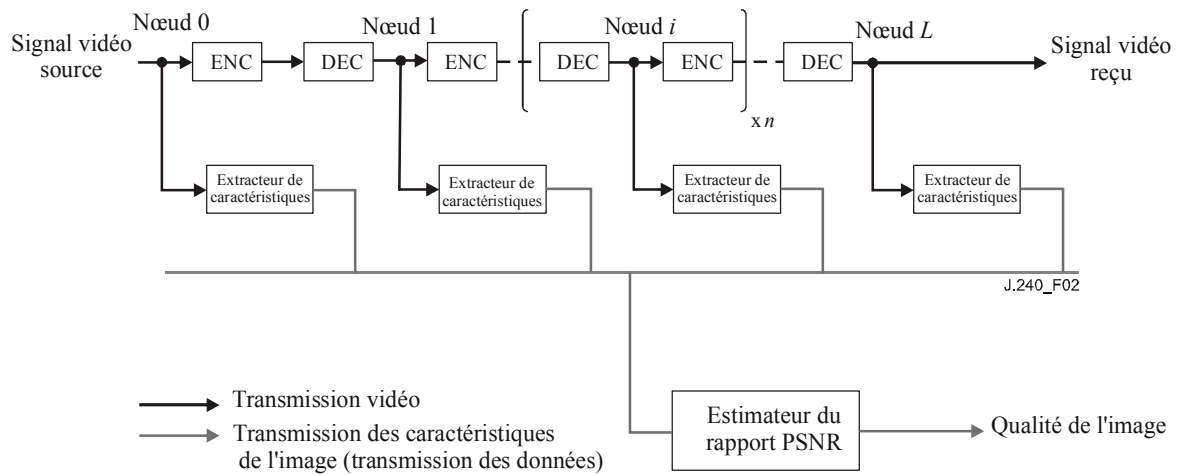 Nœud 0
Nœud 1
Nœud i
Nœud L
Signal vidéo
source
ENC
DEC
ENC
DEC
ENC
DEC
Signal vidéo
reçu
x n
Extracteur de
caractéristiques
Extracteur de
caractéristiques
Extracteur de
caractéristiques
Extracteur de
caractéristiques
J.240_F02
Transmission vidéo
Transmission des caractéristiques
de l'image (transmission des données)
Estimateur du
rapport PSNR
Qualité de l'image